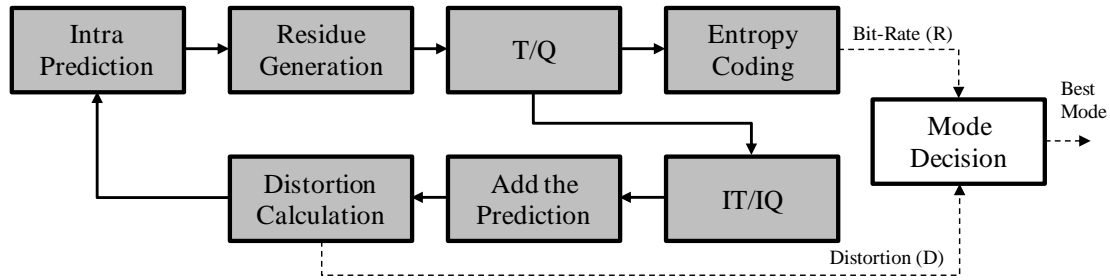 Intra
Prediction
Residue
Generation
T/Q
Entropy
Coding
Bit-Rate (R)
Best
Mode
Mode
Decision
Distortion
Calculation
Add the
Prediction
IT/IQ
Distortion (D)